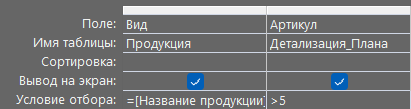 Поле: Вид Артикул
Имя таблицы: Продукция Детализация_Плана
Сортировка:
Вывод на экран:
Условие отбора: =[Название продукции] >5